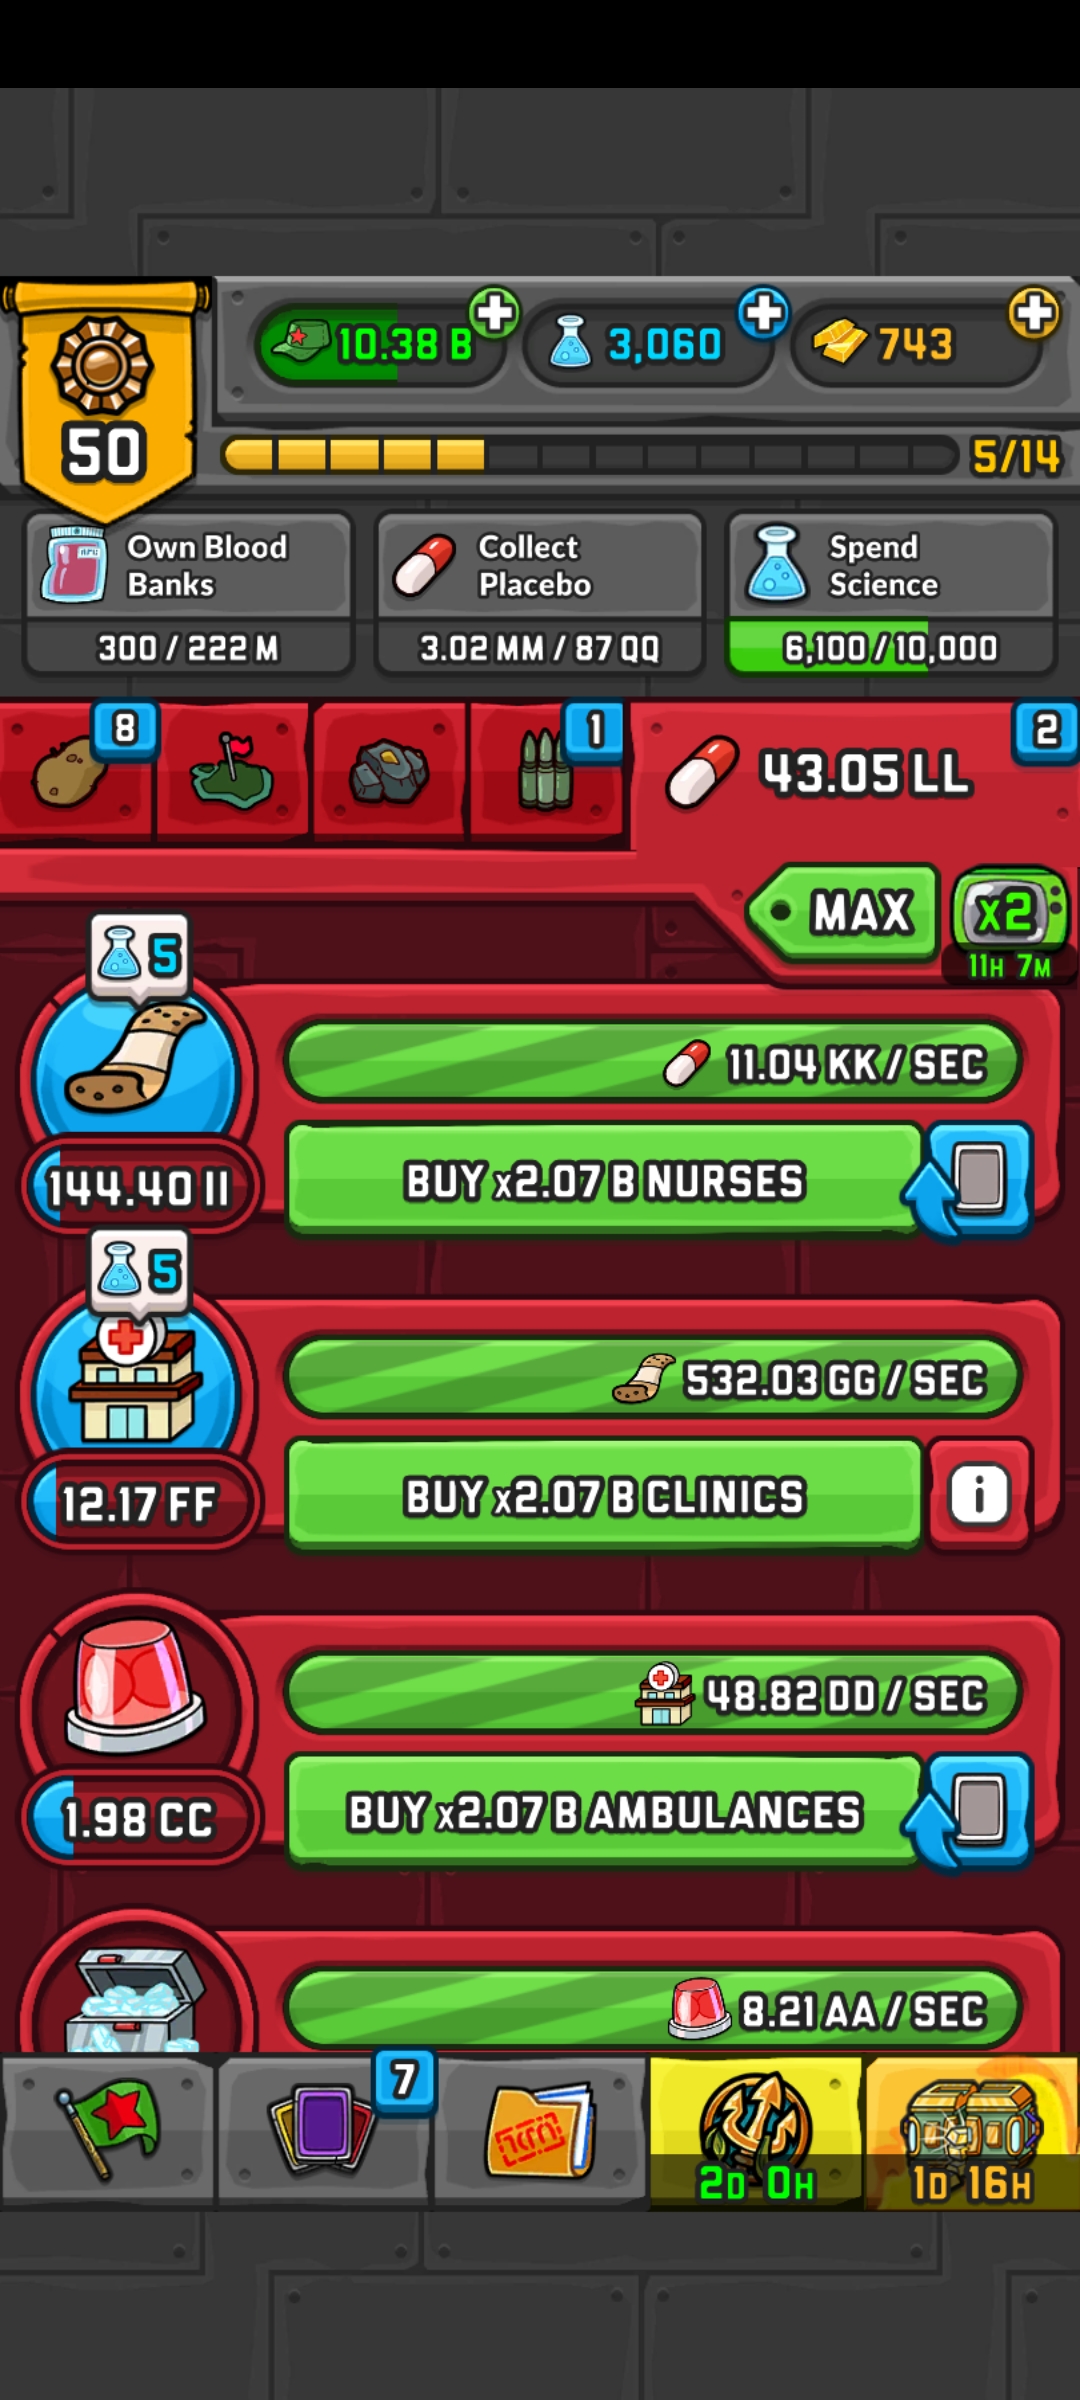 10.38 B
3,060
743
50
5/14
Own Blood
Banks
300 / 222 M
Collect
Placebo
3.02 MM / 87 QQ
Spend
Science
6,100 / 10,000
8
1
2
43.05 LL
MAX
x2
11H 7M
5
11.04 KK / SEC
144.40 II
BUY x2.07 B NURSES
5
532.03 GG / SEC
12.17 FF
BUY x2.07 B CLINICS
i
48.82 DD / SEC
1.98 CC
BUY x2.07 B AMBULANCES
8.21 AA / SEC
7
2D 0H
1D 16H